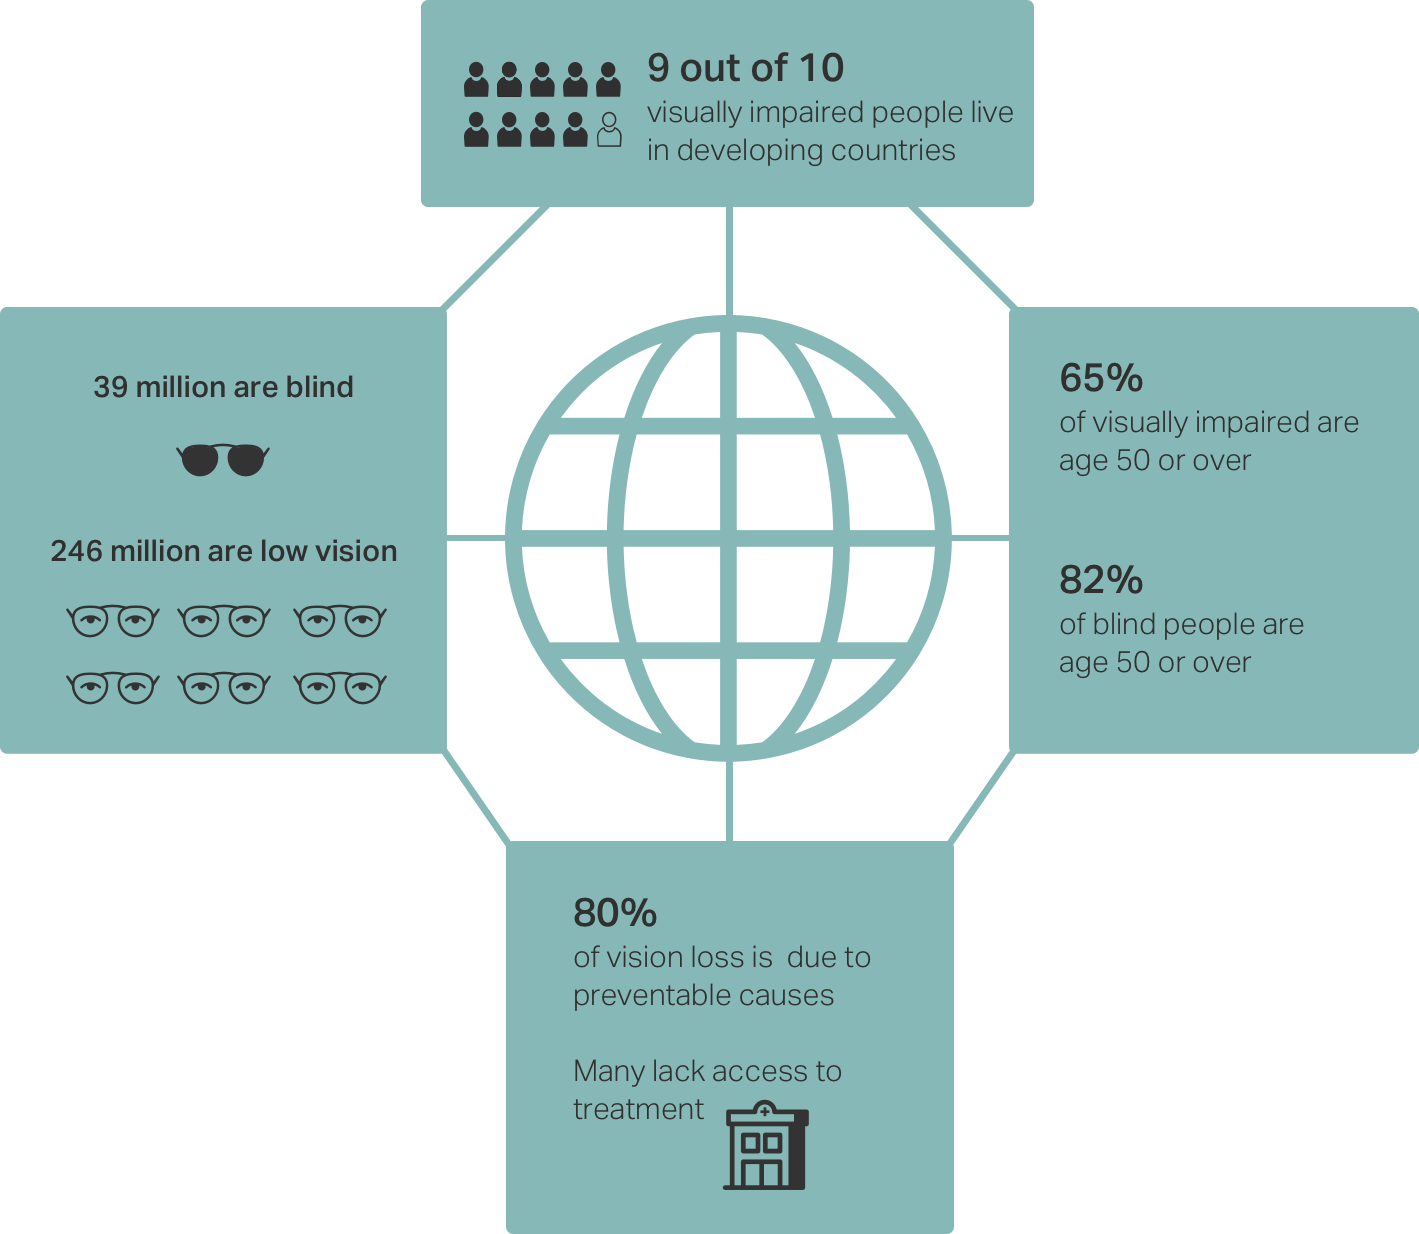 9 out of 10
visually impaired people live
in developing countries
39 million are blind
246 million are low vision
65%
of visually impaired are
age 50 or over
82%
of blind people are
age 50 or over
80%
of vision loss is  due to
preventable causes
Many lack access to
treatment